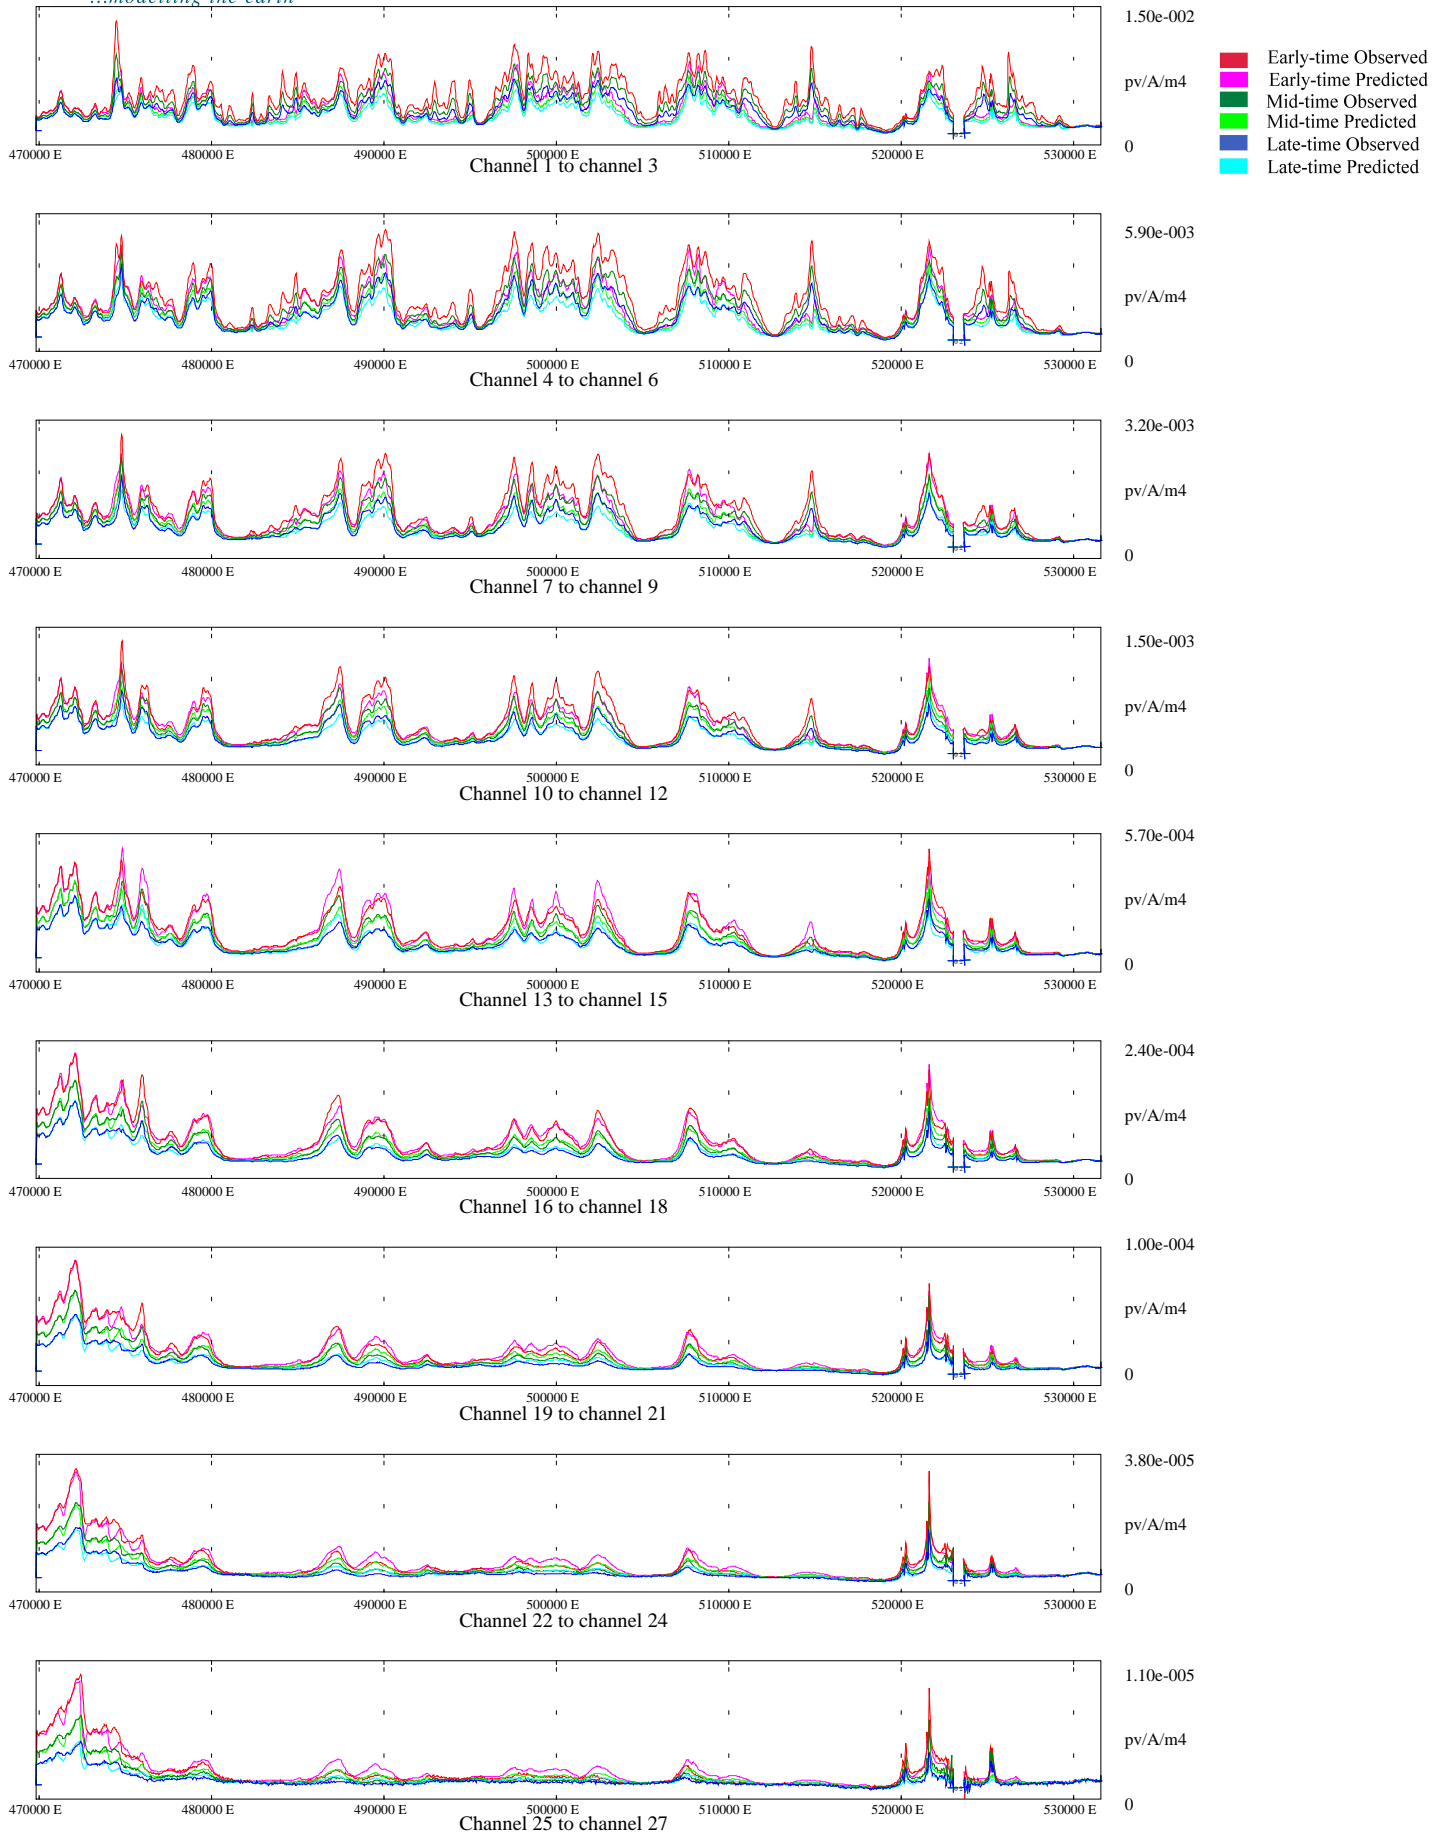 ...modelling the earth
1.50e-002
Early-time Observed
pv/A/m4
Early-time Predicted
Mid-time Observed
Mid-time Predicted
0
Late-time Observed
Late-time Predicted
470000 E 480000 E 490000 E 500000 E 510000 E 520000 E 530000 E
Channel 1 to channel 3
5.90e-003
pv/A/m4
0
470000 E 480000 E 490000 E 500000 E 510000 E 520000 E 530000 E
Channel 4 to channel 6
3.20e-003
pv/A/m4
0
470000 E 480000 E 490000 E 500000 E 510000 E 520000 E 530000 E
Channel 7 to channel 9
1.50e-003
pv/A/m4
0
470000 E 480000 E 490000 E 500000 E 510000 E 520000 E 530000 E
Channel 10 to channel 12
5.70e-004
pv/A/m4
0
470000 E 480000 E 490000 E 500000 E 510000 E 520000 E 530000 E
Channel 13 to channel 15
2.40e-004
pv/A/m4
0
470000 E 480000 E 490000 E 500000 E 510000 E 520000 E 530000 E
Channel 16 to channel 18
1.00e-004
pv/A/m4
0
470000 E 480000 E 490000 E 500000 E 510000 E 520000 E 530000 E
Channel 19 to channel 21
3.80e-005
pv/A/m4
0
470000 E 480000 E 490000 E 500000 E 510000 E 520000 E 530000 E
Channel 22 to channel 24
1.10e-005
pv/A/m4
0
470000 E 480000 E 490000 E 500000 E 510000 E 520000 E 530000 E
Channel 25 to channel 27